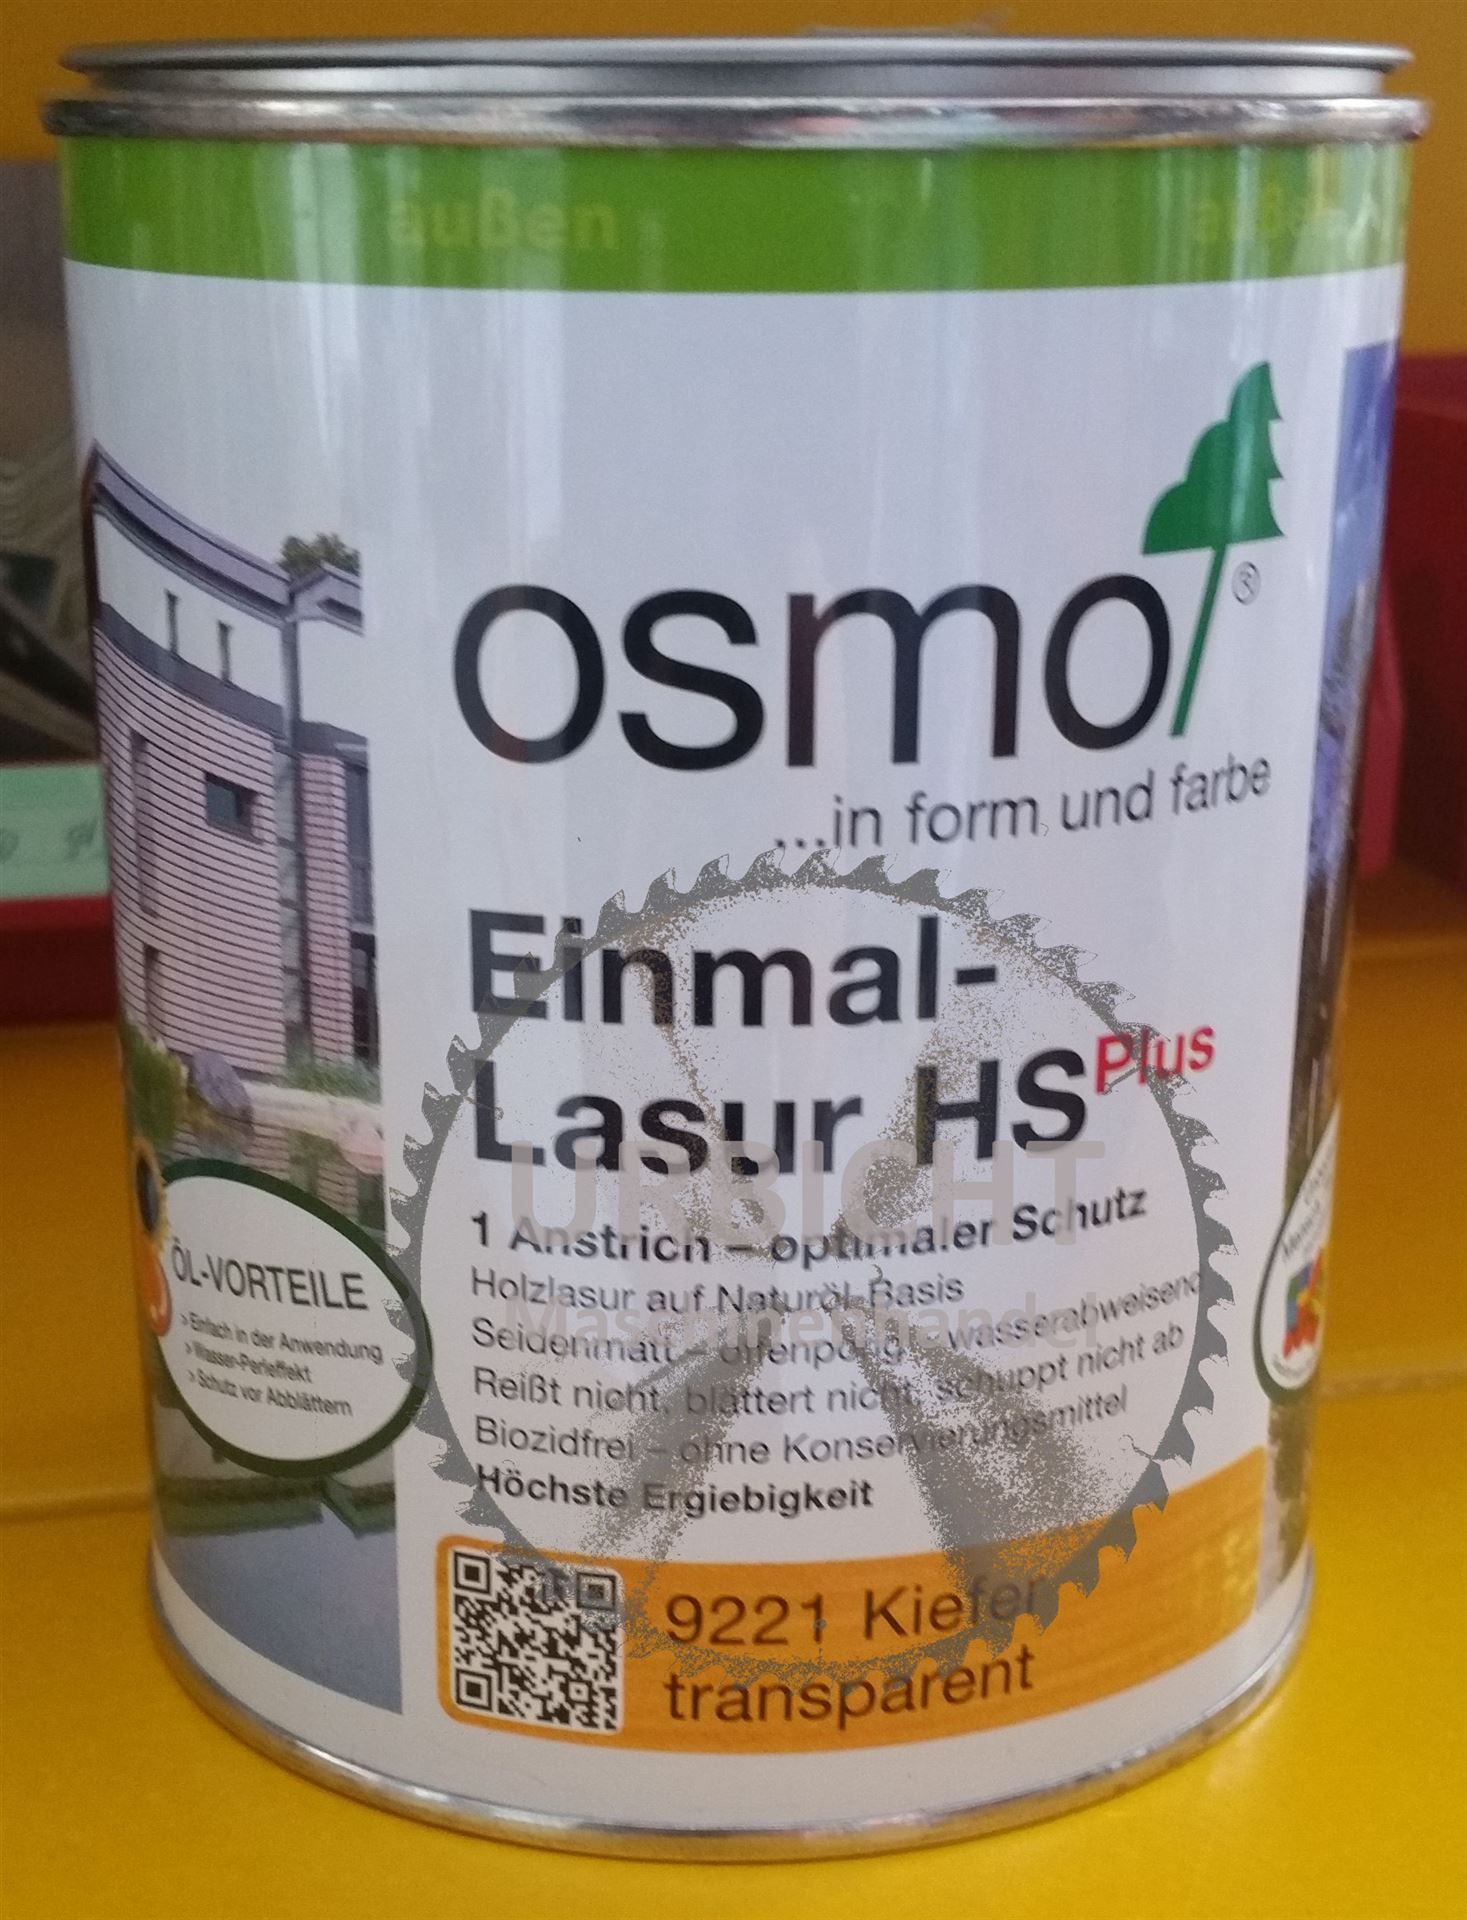 außen
osmo
®
...in form und farbe
Einmal-
Lasur HS Plus
URBICHT
1 Anstrich – optimaler Schutz
Holzlasur auf Naturöl-Basis
Maschinenhandel
Seidenmatt – offenporig – wasserabweisend
Reißt nicht, blättert nicht, schuppt nicht ab
Biozidfrei – ohne Konservierungsmittel
Höchste Ergiebigkeit
ÖL-VORTEILE
> Einfach in der Anwendung
> Wasser-Perleffekt
> Schutz vor Abblättern
9221 Kiefer
transparent